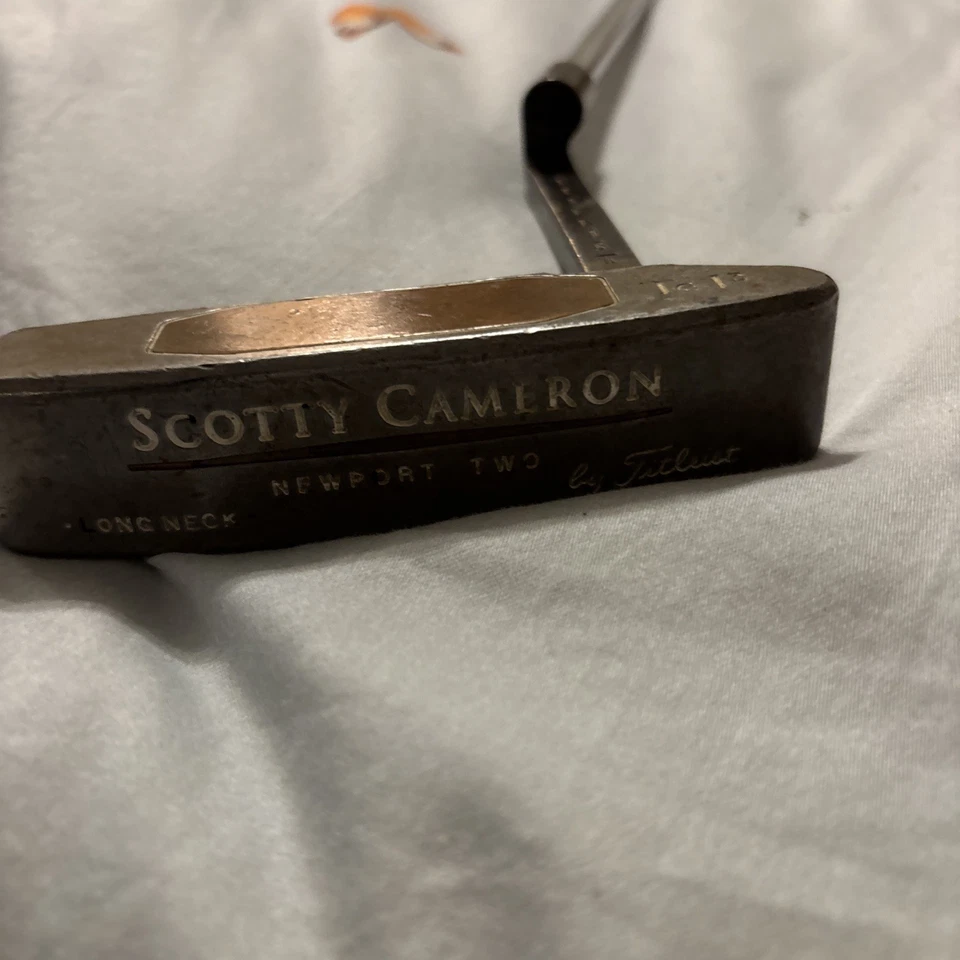 SCOTTY CAMERON
NEWPORT TWO
by Titleist
LONG NECK